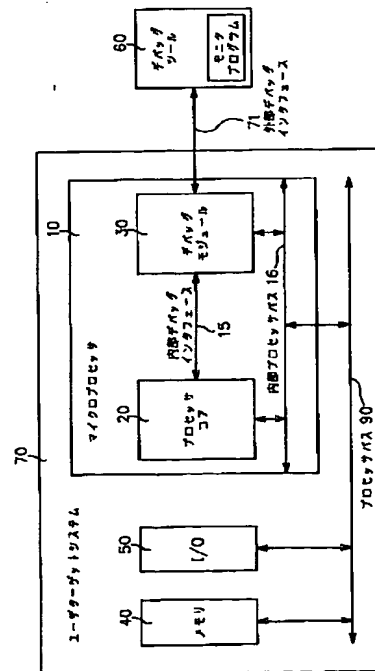 70
ユーザターゲットシステム
40
メモリ
50
I/O
10
マイクロプロセッサ
20
プロセッサ
コア
内部デバッグ
インタフェース
15
30
デバッグ
モジュール
内部プロセッサバス 16
プロセッサバス 90
71
外部デバッグ
インタフェース
60
デバッグ
ツール
モニタ
プログラム